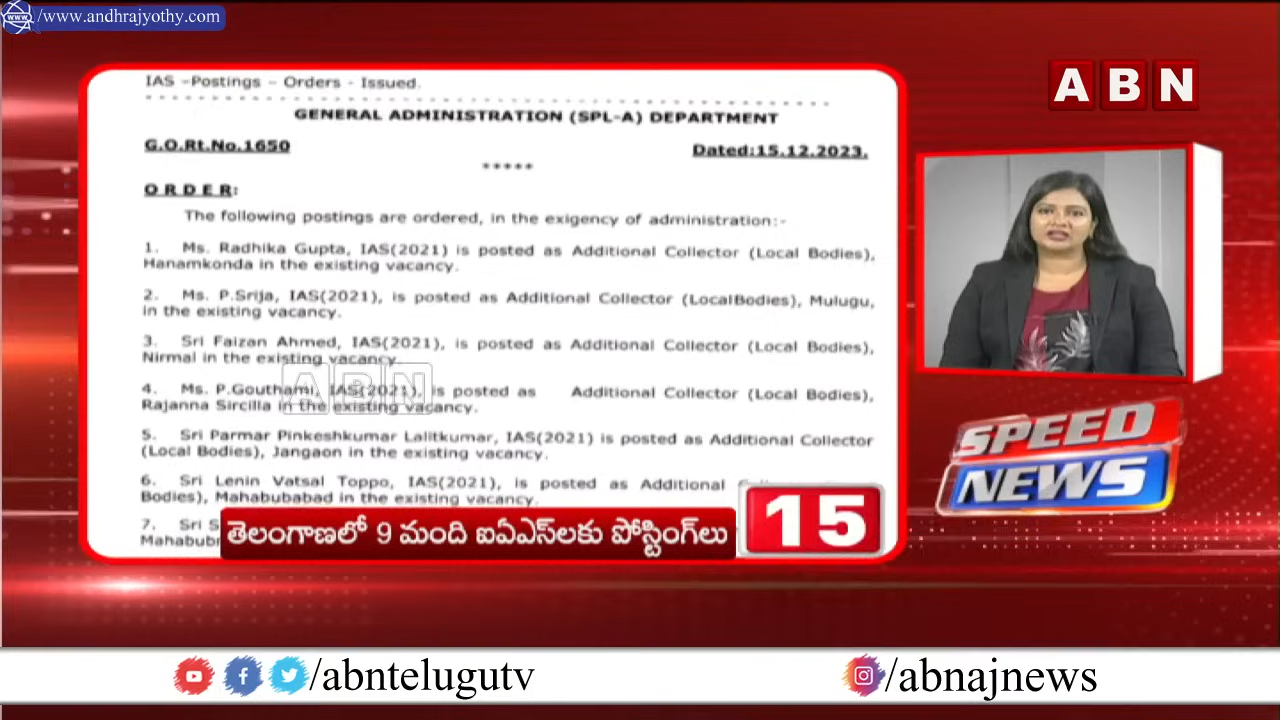 /www.andhrajyothy.com
IAS -Postings - Orders - Issued.
GENERAL ADMINISTRATION (SPL-A) DEPARTMENT
G.O.Rt.No.1650 Dated:15.12.2023.
*****
O R D E R:
The following postings are ordered, in the exigency of administration:-
1. Ms. Radhika Gupta, IAS(2021) is posted as Additional Collector (Local Bodies),
Hanamkonda in the existing vacancy.
2. Ms. P.Srija, IAS(2021), is posted as Additional Collector (LocalBodies), Mulugu,
in the existing vacancy.
3. Sri Faizan Ahmed, IAS(2021), is posted as Additional Collector (Local Bodies),
Nirmal in the existing vacancy.
4. Ms. P.Gouthami, IAS(2021), is posted as Additional Collector (Local Bodies),
Rajanna Sircilla in the existing vacancy.
5. Sri Parmar Pinkeshkumar Lalitkumar, IAS(2021) is posted as Additional Collector
(Local Bodies), Jangaon in the existing vacancy.
6. Sri Lenin Vatsal Toppo, IAS(2021), is posted as Additional
Bodies), Mahabubabad in the existing vacancy.
7. Sri S
ABN
తెలంగాణలో 9 మంది ఐఏఎస్‌లకు పోస్టింగ్‌లు
15
ABN
SPEED
NEWS
/abntelugutv
/abnajnews